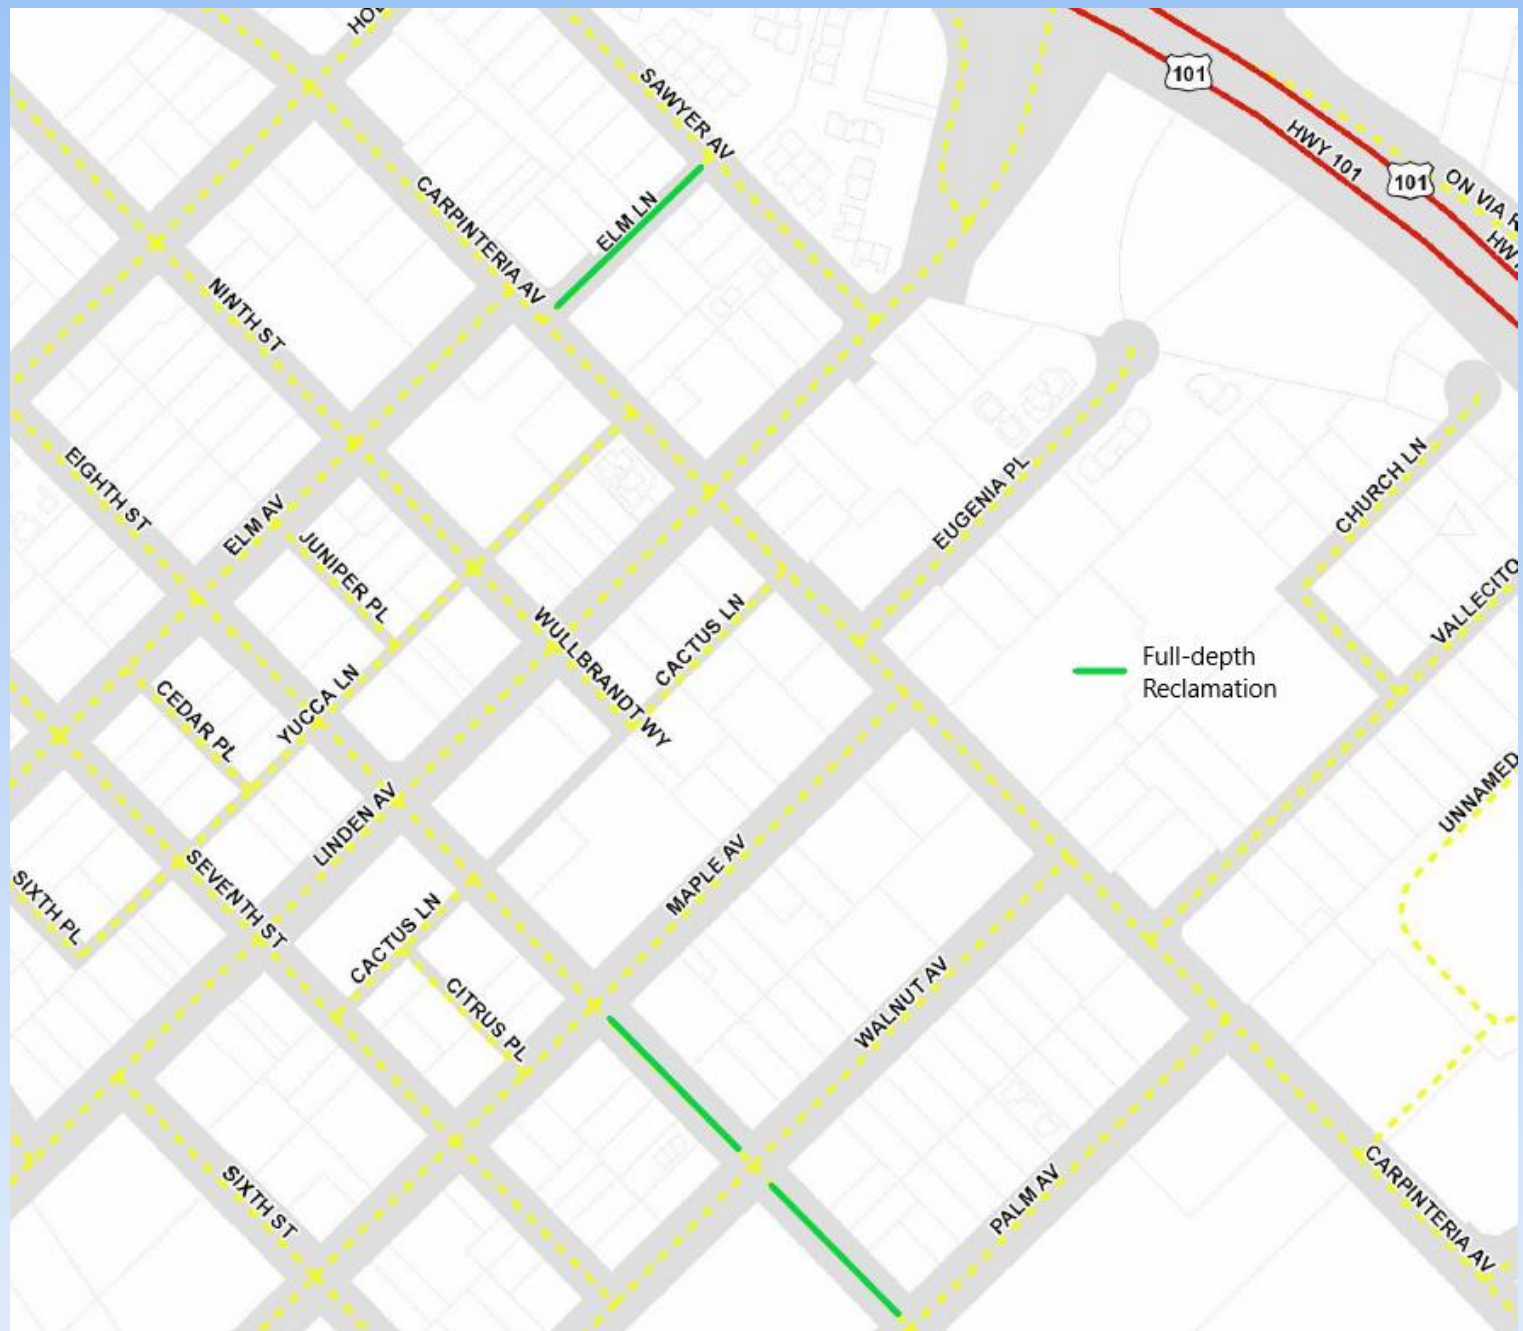 SAWYER AV
101
HWY 101
101
ON VIA
CARPINTERIA AV
ELM LN
NINTH ST
EIGHTH ST
ELM AV
JUNIPER PL
EUGENIA PL
CHURCH LN
VALLECITO
WULLBRANDT WY
CACTUS LN
Full-depth
Reclamation
CEDAR PL
YUCCA LN
LINDEN AV
UNNAMED
MAPLE AV
SIXTH PL
SEVENTH ST
CACTUS LN
CITRUS PL
WALNUT AV
SIXTH ST
PALM AV
CARPINTERIA AV